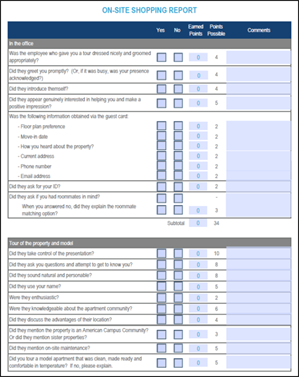 ON-SITE SHOPPING REPORT
Yes No Earned Points Points Possible Comments
In the office
Was the employee who gave you a tour dressed nicely and groomed appropriately? 0 4
Did they greet you promptly? (Or, if it was busy, was your presence acknowledged?) 0 4
Did they introduce themself? 0 4
Did they appear genuinely interested in helping you and make a positive impression? 0 5
Was the following information obtained via the guest card:
- Floor plan preference 0 2
- Move-in date 0 2
- How you heard about the property? 0 2
- Current address 0 2
- Phone number 0 2
- Email address 0 2
Did they ask for your ID? 0 2
Did they ask if you had roommates in mind? -
When you answered no, did they explain the roommate matching option? 0 3
Subtotal 0 34
Tour of the property and model
Did they take control of the presentation? 0 10
Did they ask you questions and attempt to get to know you? 0 8
Did they sound natural and personable? 0 8
Did they use your name? 0 5
Were they enthusiastic? 0 2
Were they knowledgeable about the apartment community? 0 6
Did they discuss the advantages of their location? 0 4
Did they mention the property is an American Campus Community? Or did they mention sister properties? 0 3
Did they mention on-site maintenance? 0 5
Did you tour a model apartment that was clean, made ready and comfortable in temperature? If no, please explain. 0 5